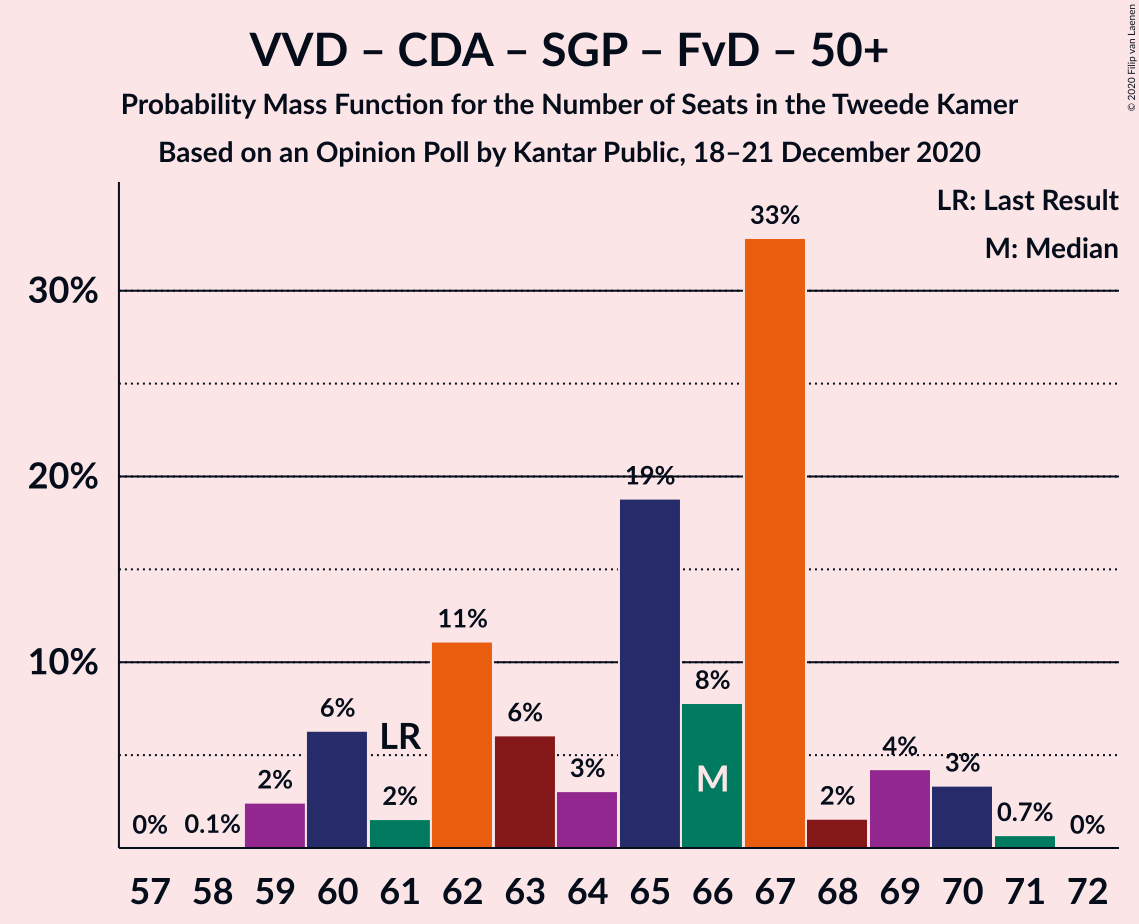 VVD – CDA – SGP – FvD – 50+
Probability Mass Function for the Number of Seats in the Tweede Kamer
Based on an Opinion Poll by Kantar Public, 18–21 December 2020
© 2020 Filip van Laenen
LR: Last Result
M: Median
30%
20%
10%
0%
0.1%
2%
6%
LR
2%
11%
6%
3%
19%
8%
M
33%
2%
4%
3%
0.7%
0%
57 58 59 60 61 62 63 64 65 66 67 68 69 70 71 72